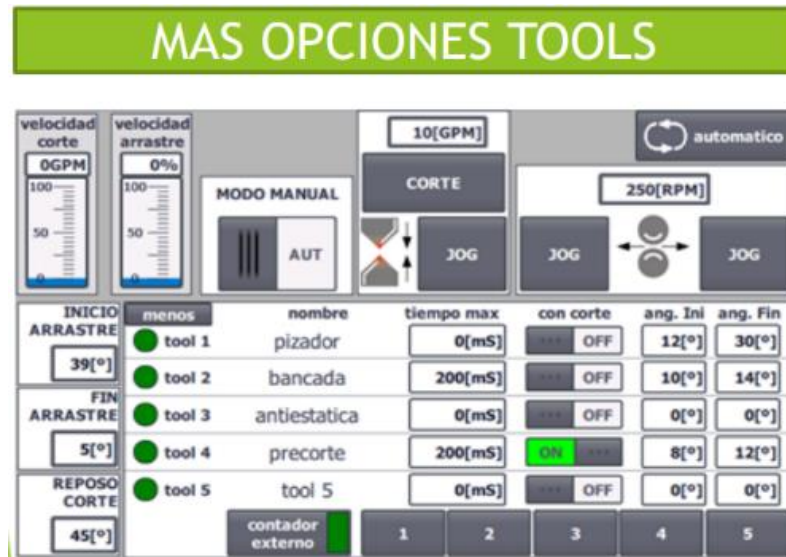 MAS OPCIONES TOOLS
velocidad corte
0GPM
100
50
0
velocidad arrastre
0%
100
50
0
MODO MANUAL
AUT
10[GPM]
CORTE
JOG
automatico
250[RPM]
JOG
JOG
INICIO
ARRASTRE
39[°]
FIN
ARRASTRE
5[°]
REPOSO
CORTE
45[°]
menos nombre tiempo max con corte ang. Ini ang. Fin
tool 1 pizador 0[mS] OFF 12[°] 30[°]
tool 2 bancada 200[mS] OFF 10[°] 14[°]
tool 3 antiestatica 0[mS] OFF 0[°] 0[°]
tool 4 precorte 200[mS] ON 8[°] 12[°]
tool 5 tool 5 0[mS] OFF 0[°] 0[°]
contador
externo
1 2 3 4 5